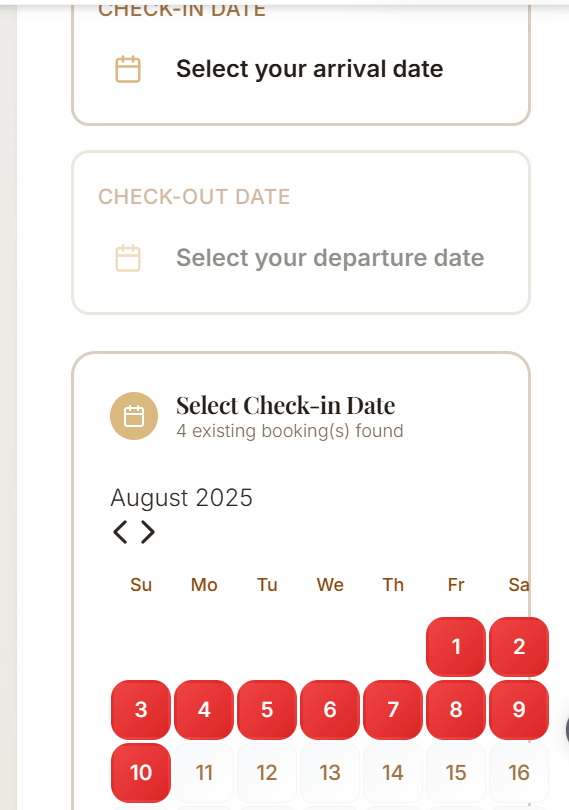 CHECK-IN DATE
Select your arrival date
CHECK-OUT DATE
Select your departure date
Select Check-in Date
4 existing booking(s) found
August 2025
Su Mo Tu We Th Fr Sa
1 2
3 4 5 6 7 8 9
10 11 12 13 14 15 16